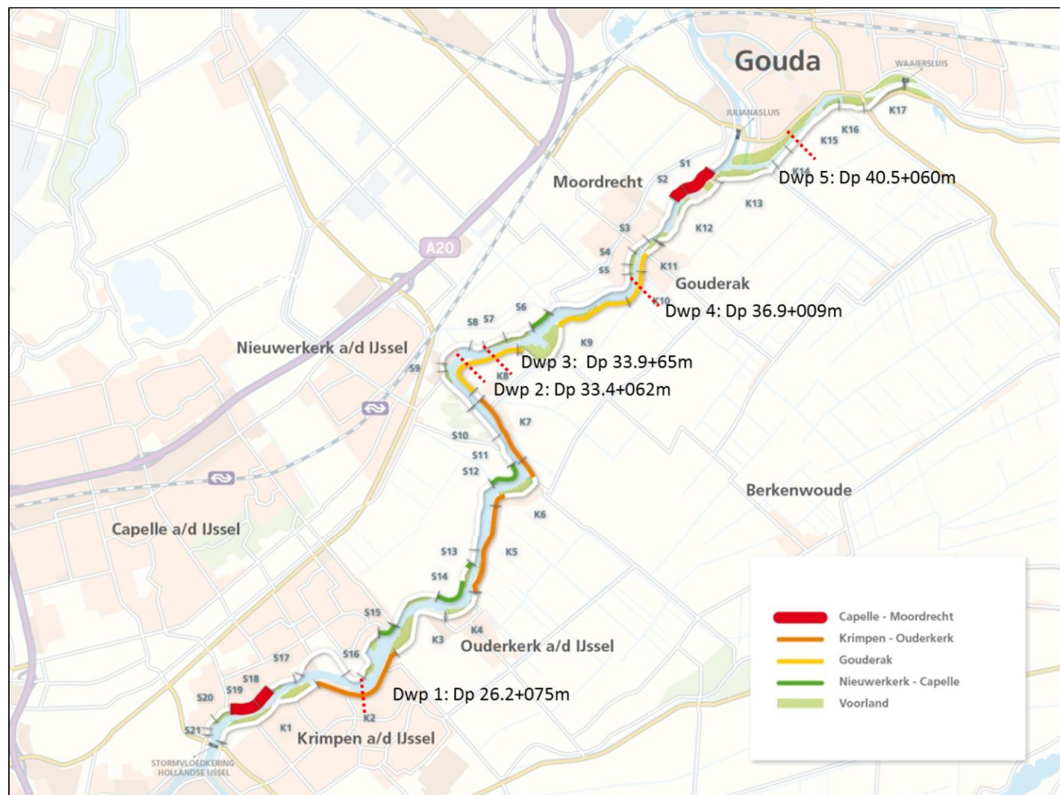 Gouda
WAAIERSLUIS
JULIANASLUIS
K17
K16
K15
K14
Dwp 5: Dp 40.5+060m
S1
S2
Moordrecht
K13
K12
S3
S4
S5
K11
Gouderak
K10
Dwp 4: Dp 36.9+009m
A20
S6
S7
S8
K9
Nieuwerkerk a/d IJssel
S9
Dwp 3: Dp 33.9+65m
K8
Dwp 2: Dp 33.4+062m
K7
S10
S11
S12
K6
Berkenwoude
Capelle a/d IJssel
S13
K5
S14
S15
K3
K4
Ouderkerk a/d IJssel
S16
S17
S18
S19
S20
S21
Dwp 1: Dp 26.2+075m
K2
K1
Krimpen a/d IJssel
STORMVLOEDKERING
HOLLANDSE IJSSEL
Capelle - Moordrecht
Krimpen - Ouderkerk
Gouderak
Nieuwerkerk - Capelle
Voorland